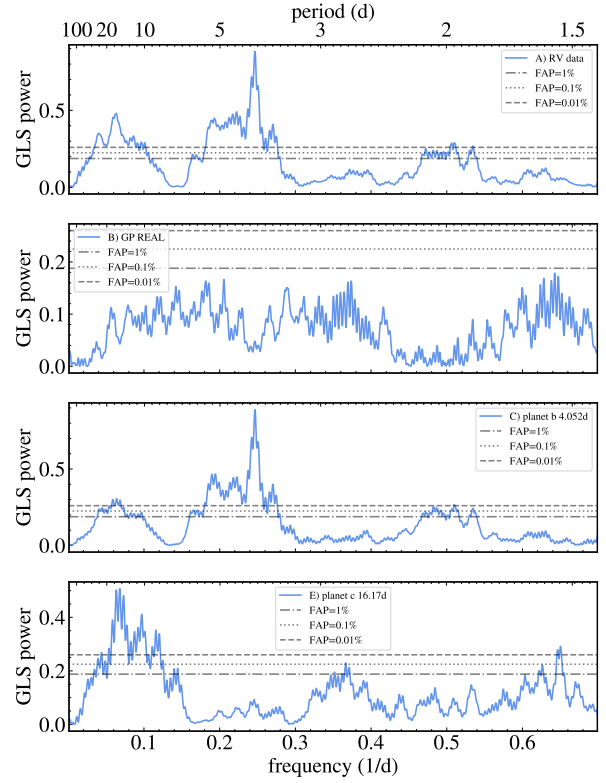 period (d)
100 20 10 5 3 2 1.5
GLS power
0.5
0.0
A) RV data
FAP=1%
FAP=0.1%
FAP=0.01%
GLS power
0.2
0.1
0.0
B) GP REAL
FAP=1%
FAP=0.1%
FAP=0.01%
GLS power
0.5
0.0
C) planet b 4.052d
FAP=1%
FAP=0.1%
FAP=0.01%
GLS power
0.4
0.2
0.0
E) planet c 16.17d
FAP=1%
FAP=0.1%
FAP=0.01%
0.1 0.2 0.3 0.4 0.5 0.6
frequency (1/d)